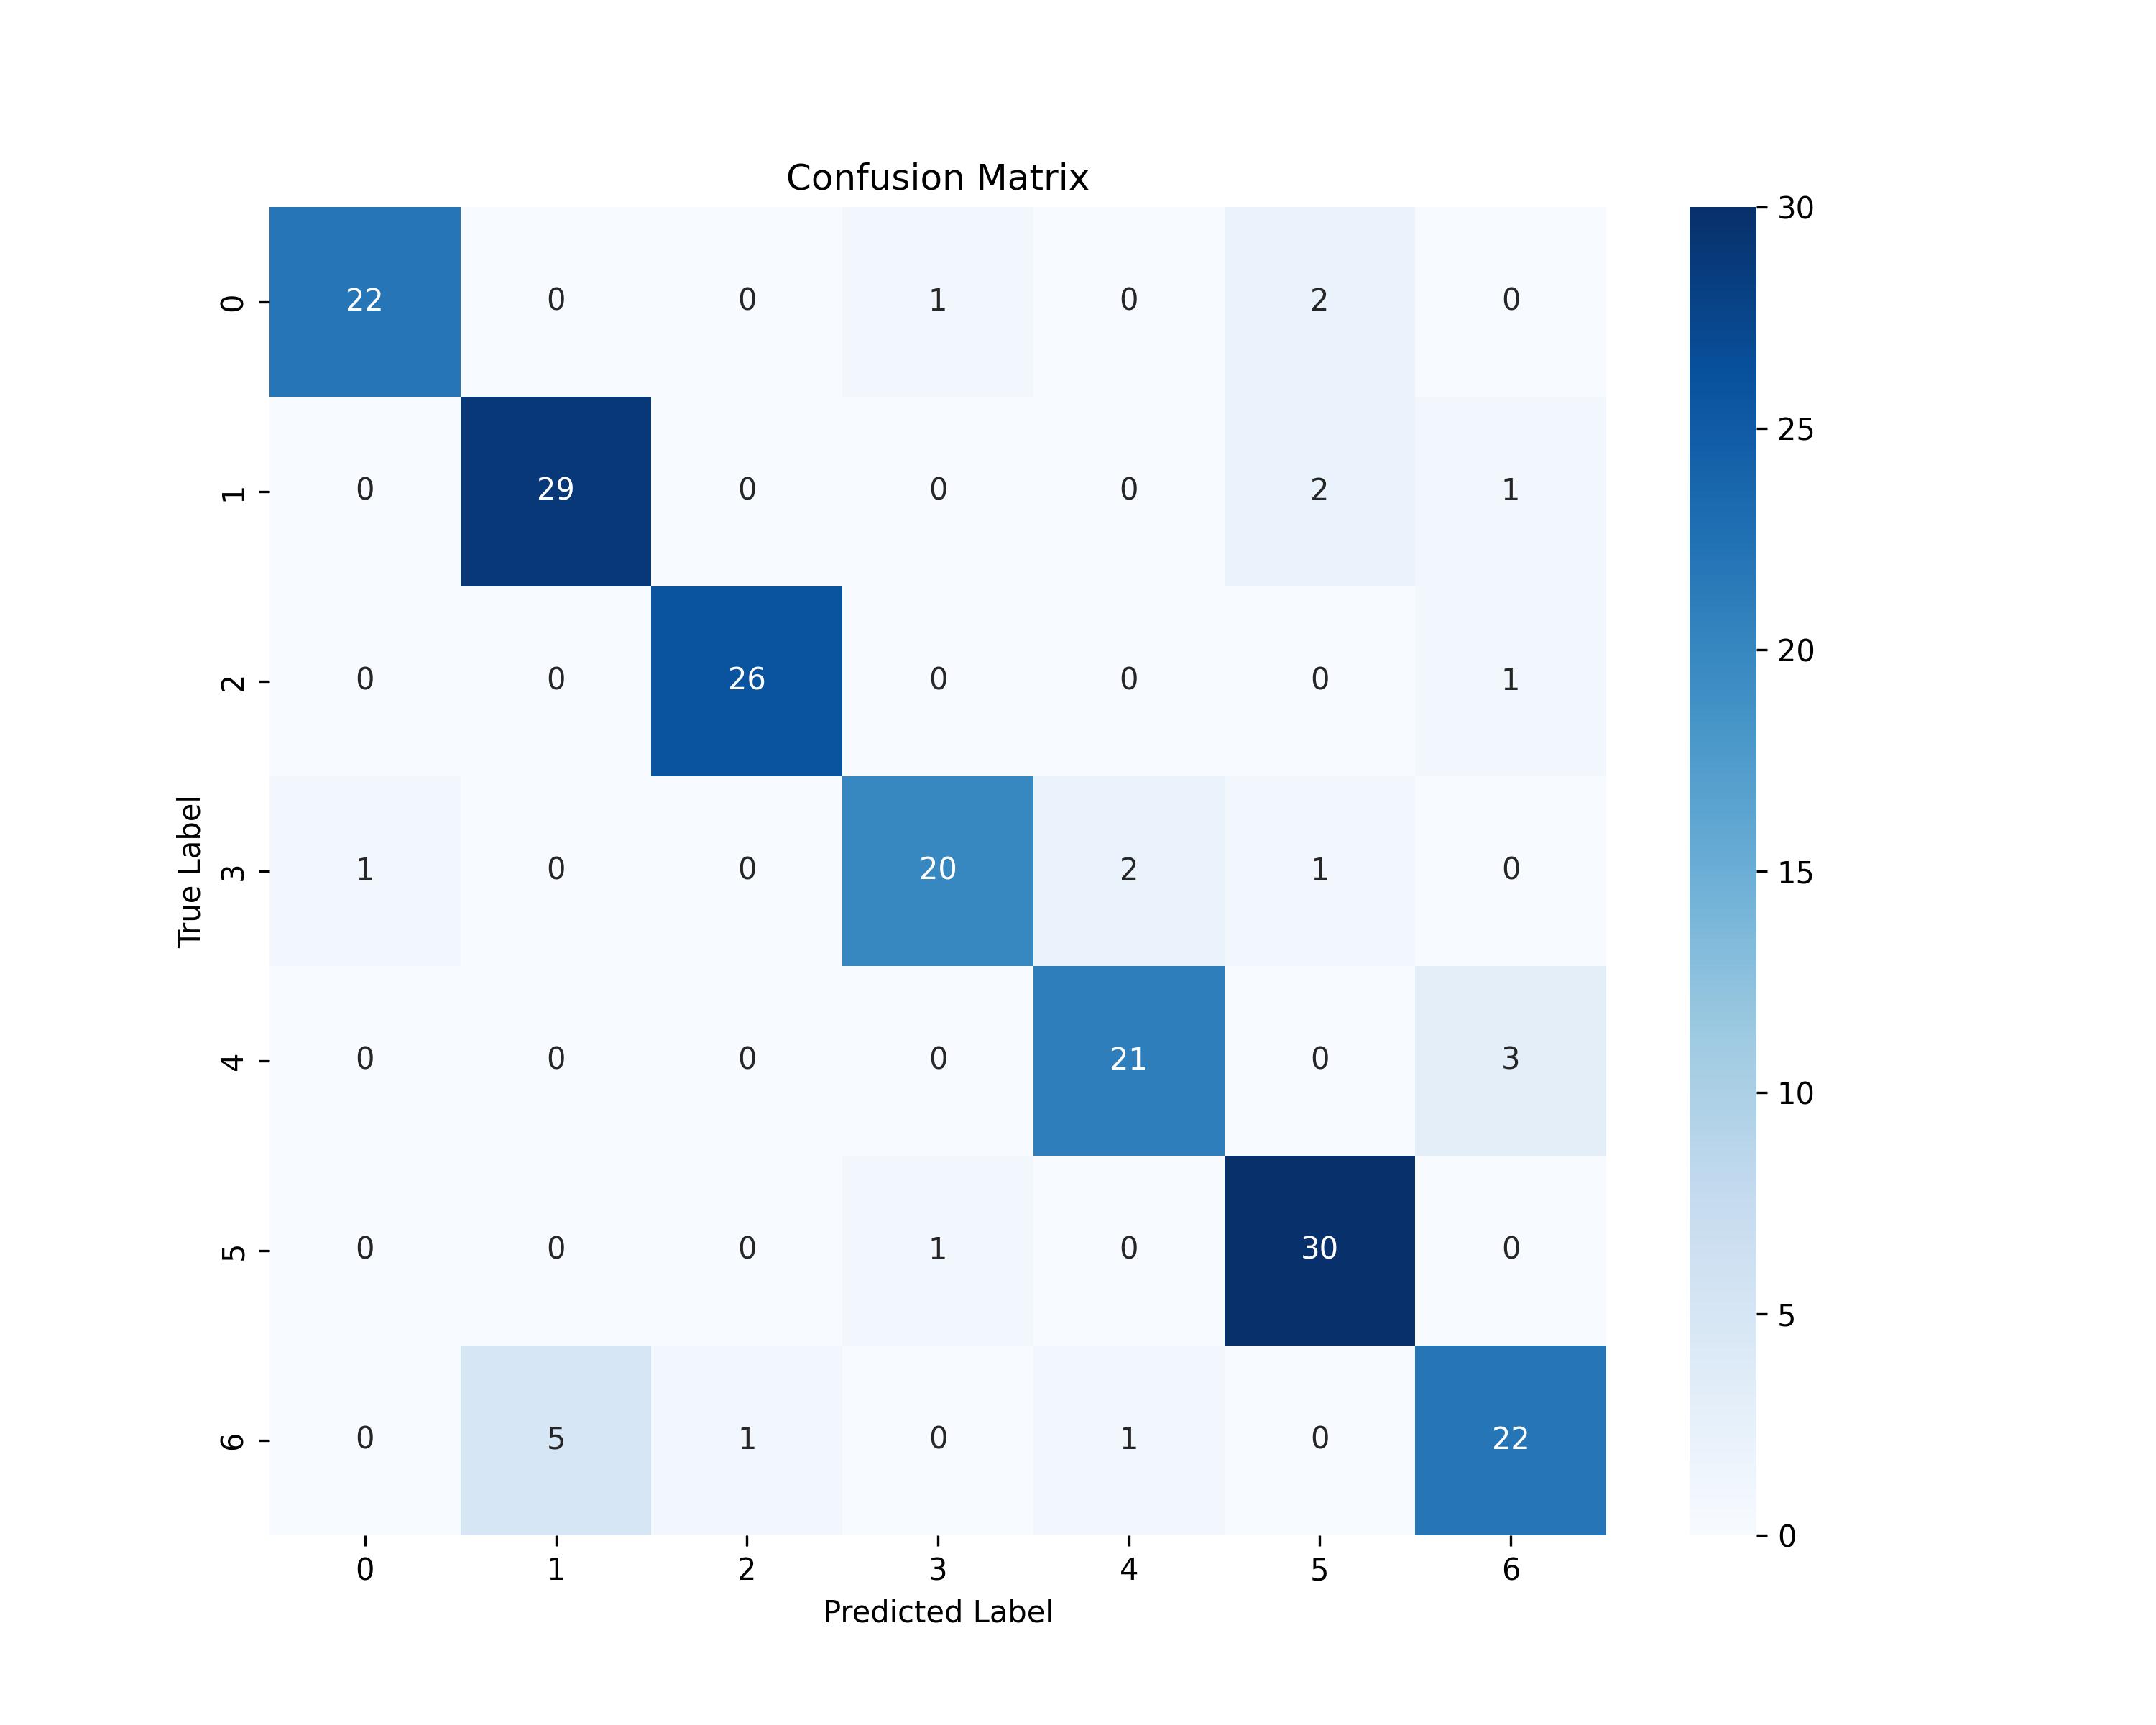 Confusion Matrix
True Label
0 22 0 0 1 0 2 0
1 0 29 0 0 0 2 1
2 0 0 26 0 0 0 1
3 1 0 0 20 2 1 0
4 0 0 0 0 21 0 3
5 0 0 0 1 0 30 0
6 0 5 1 0 1 0 22
0 1 2 3 4 5 6
Predicted Label
30
25
20
15
10
5
0